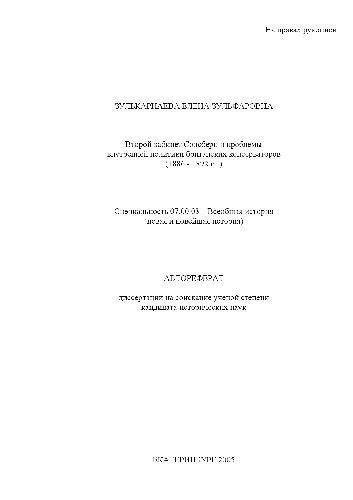 На правах рукописи
ЗУЛЬКАРНАЕВА ЕЛЕНА ЗУЛЬФАРОВНА
Второй кабинет Солсбери и проблемы
внутренней политики британских консерваторов
(1886 - 1892 гг.)
Специальность 07.00.03 – Всеобщая история
(новая и новейшая история)
АВТОРЕФЕРАТ
диссертации на соискание ученой степени
кандидата исторических наук
ЕКАТЕРИНБУРГ 2005